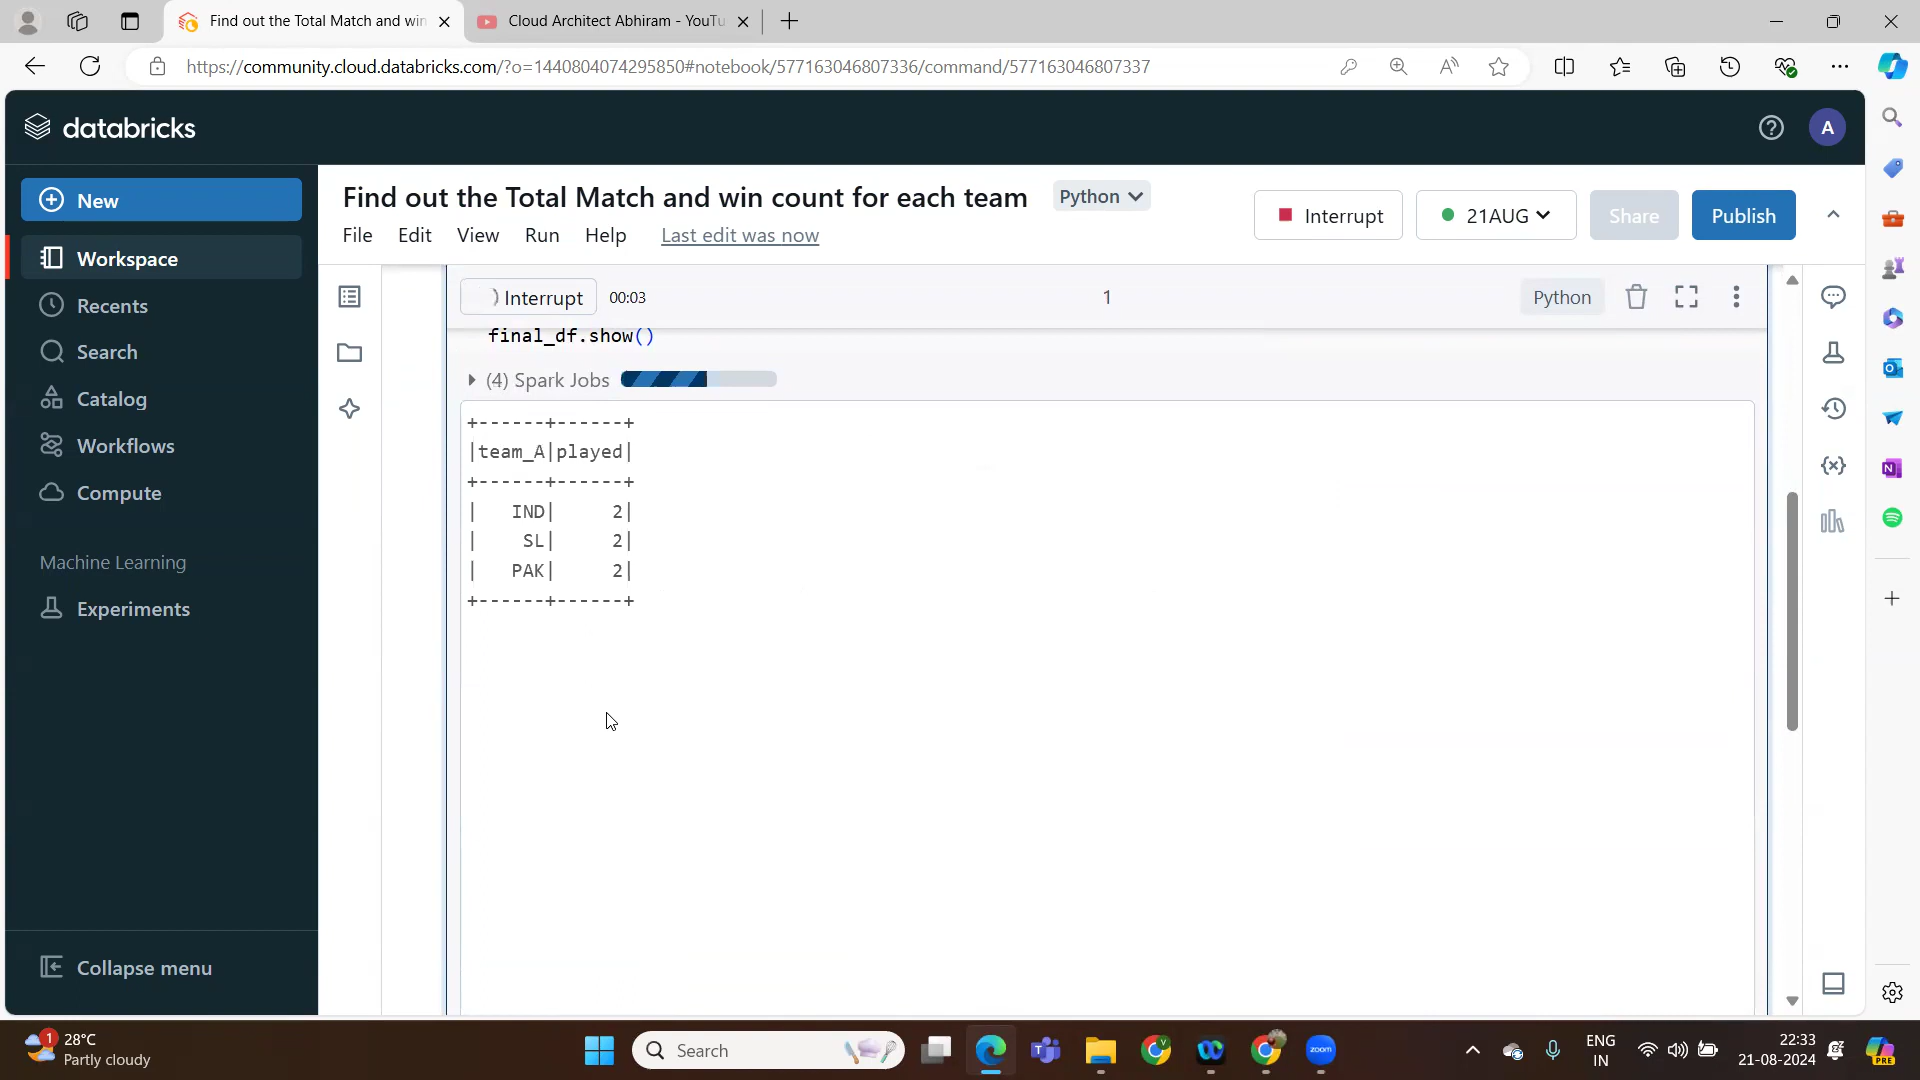 Find out the Total Match and win
Cloud Architect Abhiram - YouTu
https://community.cloud.databricks.com/?o=1440804074295850#notebook/577163046807336/command/577163046807337
databricks
A
New
Workspace
Recents
Search
Catalog
Workflows
Compute
Machine Learning
Experiments
Collapse menu
Find out the Total Match and win count for each team
Python
File Edit View Run Help Last edit was now
Interrupt
21AUG
Share
Publish
Interrupt 00:03 1 Python
final_df.show()
(4) Spark Jobs
+------+------+
|team_A|played|
+------+------+
|   IND|     2|
|    SL|     2|
|   PAK|     2|
+------+------+
1
28°C
Partly cloudy
Search
zoom
ENG
IN
22:33
21-08-2024
PRE